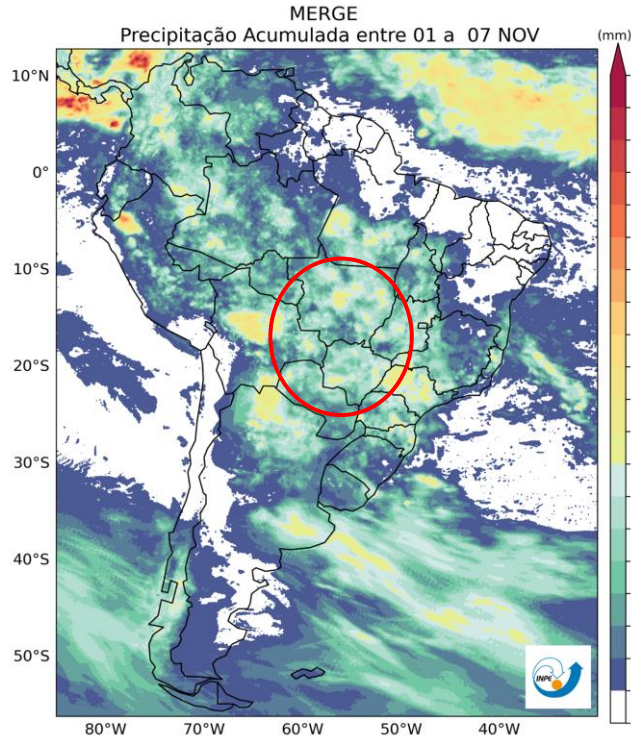 MERGE
Precipitação Acumulada entre 01 a  07 NOV
(mm)
10°N
0°
10°S
20°S
30°S
40°S
50°S
80°W
70°W
60°W
50°W
40°W
INPE